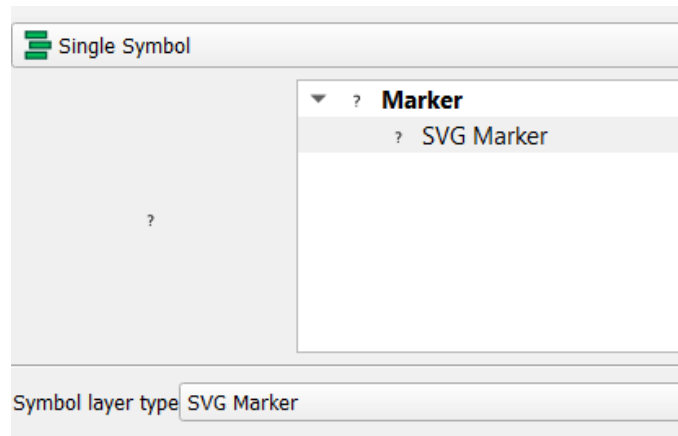 Single Symbol
? Marker
? SVG Marker
?
Symbol layer type SVG Marker